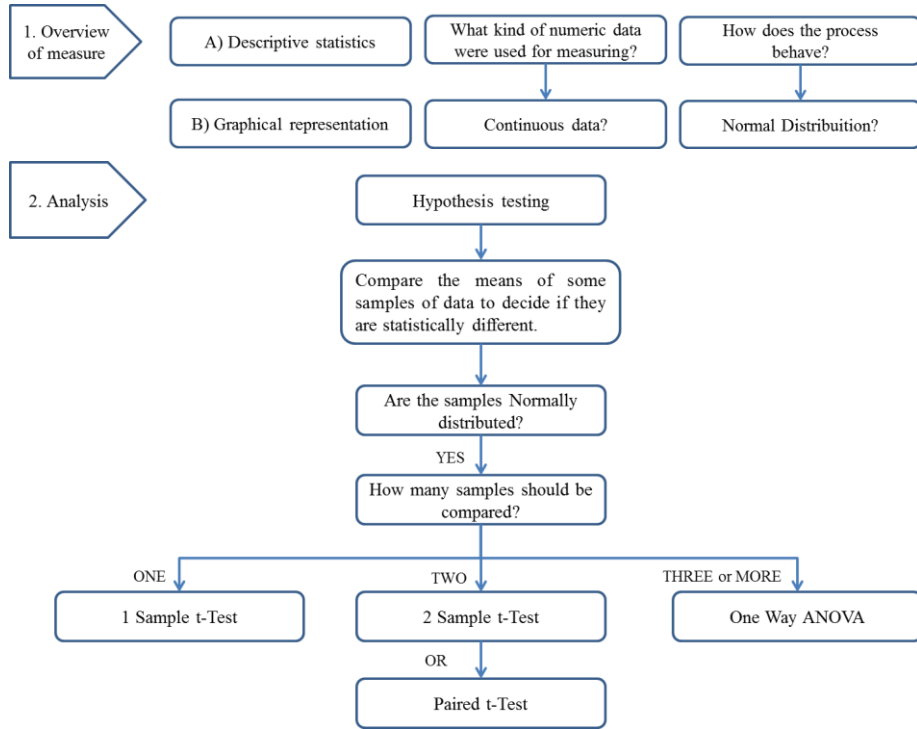 1. Overview
of measure
A) Descriptive statistics
What kind of numeric data
were used for measuring?
How does the process
behave?
B) Graphical representation
Continuous data?
Normal Distribuition?
2. Analysis
Hypothesis testing
Compare the means of some
samples of data to decide if they
are statistically different.
Are the samples Normally
distributed?
YES
How many samples should be
compared?
ONE
TWO
THREE or MORE
1 Sample t-Test
2 Sample t-Test
One Way ANOVA
OR
Paired t-Test